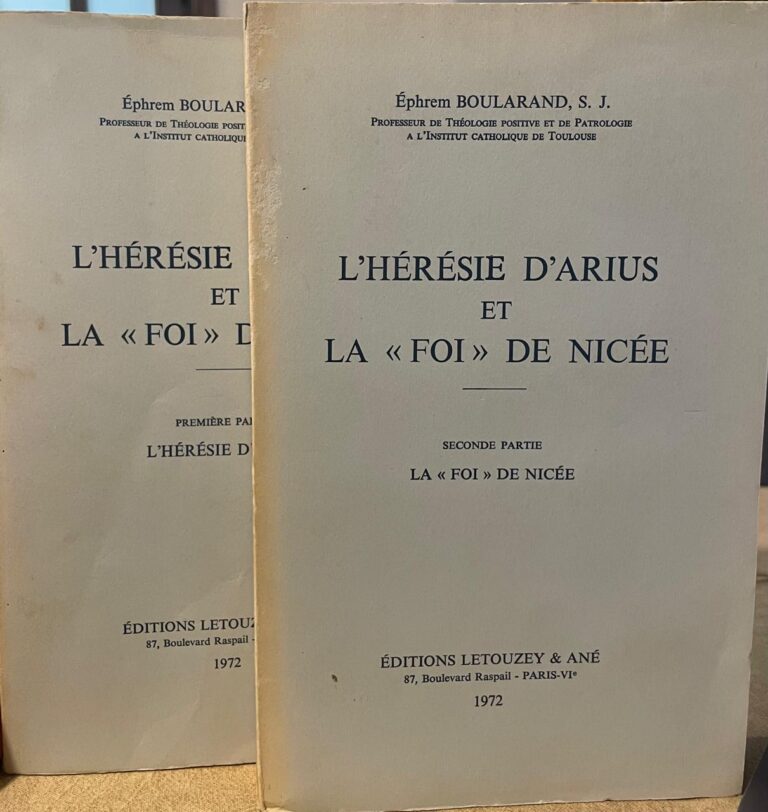 Éphrem BOULAR
PROFESSEUR DE THÉOLOGIE POSIT
A L'INSTITUT CATHOLIQUE
L'HÉRÉSIE
ET
LA « FOI » D
PREMIÈRE PA
L'HÉRÉSIE D'
ÉDITIONS LETOU
87, Boulevard Raspail -
1972
Éphrem BOULARAND, S. J.
PROFESSEUR DE THÉOLOGIE POSITIVE ET DE PATROLOGIE
A L'INSTITUT CATHOLIQUE DE TOULOUSE
L'HÉRÉSIE D'ARIUS
ET
LA « FOI » DE NICÉE
SECONDE PARTIE
LA « FOI » DE NICÉE
ÉDITIONS LETOUZEY & ANÉ
87, Boulevard Raspail - PARIS-VIe
1972